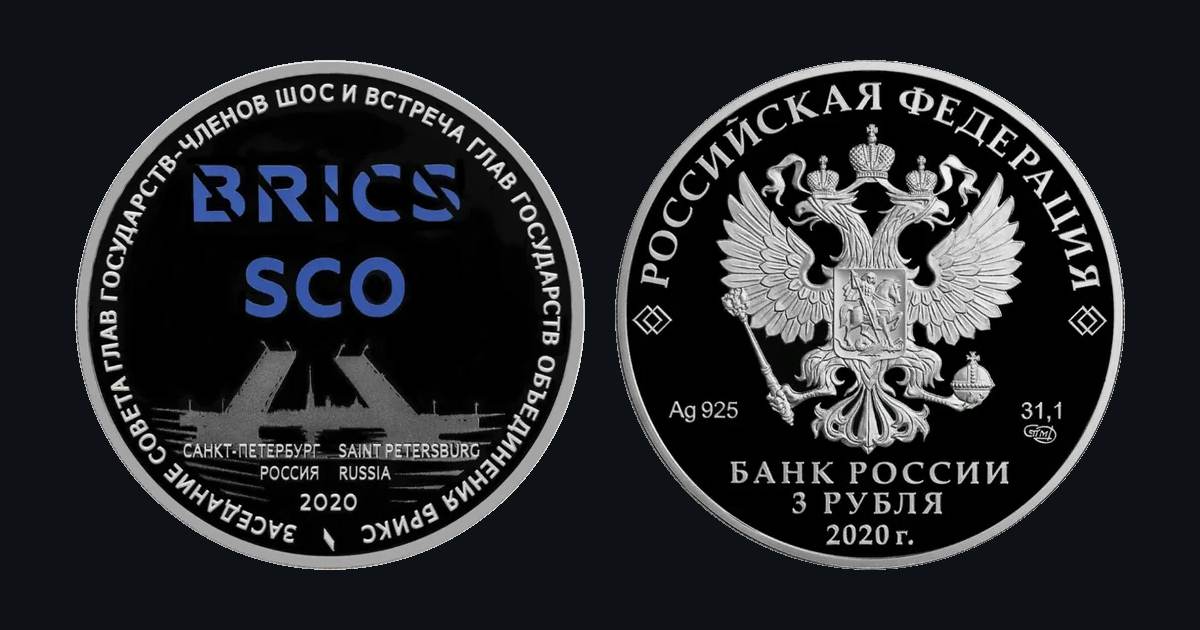 ЗАСЕДАНИЕ СОВЕТА ГЛАВ ГОСУДАРСТВ-ЧЛЕНОВ ШОС И ВСТРЕЧА ГЛАВ ГОСУДАРСТВ ОБЪЕДИНЕНИЯ БРИКС
BRICS
SCO
САНКТ-ПЕТЕРБУРГ SAINT PETERSBURG
РОССИЯ RUSSIA
2020
РОССИЙСКАЯ ФЕДЕРАЦИЯ
Ag 925 31,1
БАНК РОССИИ
3 РУБЛЯ
2020 г.